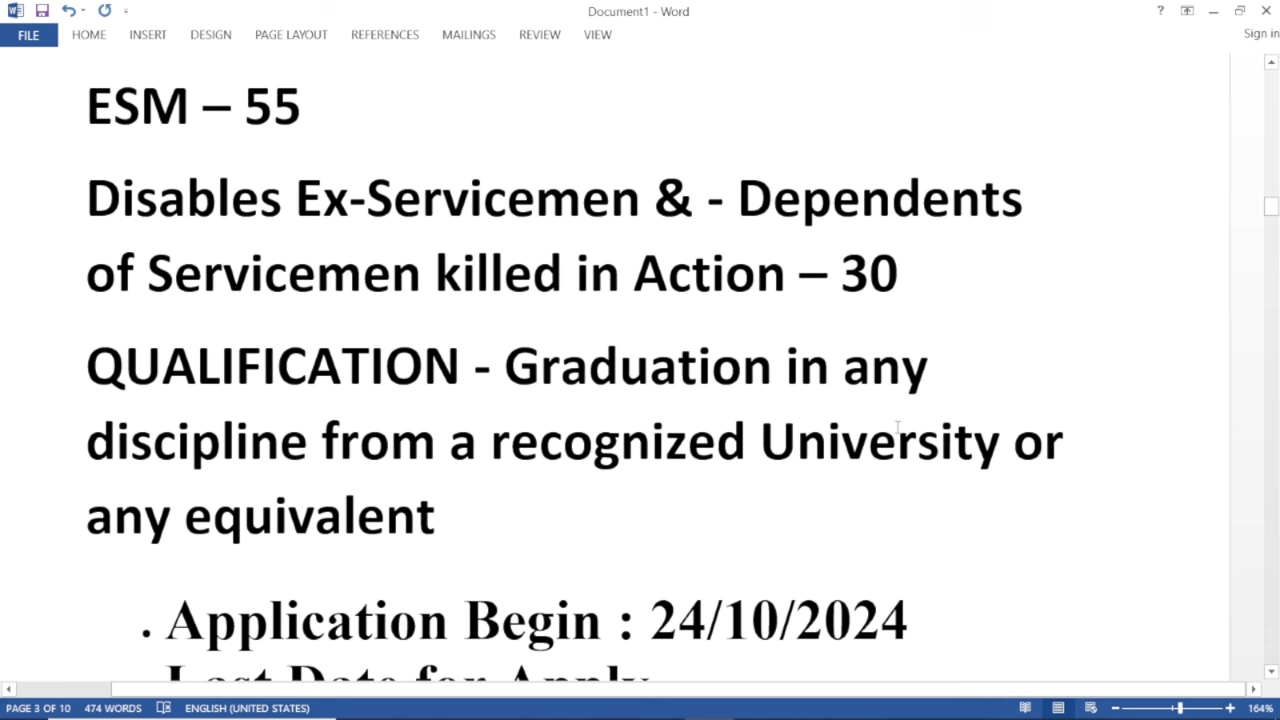 Document1 - Word
?
FILE HOME INSERT DESIGN PAGE LAYOUT REFERENCES MAILINGS REVIEW VIEW Sign in
ESM – 55
Disables Ex-Servicemen & - Dependents
of Servicemen killed in Action – 30
QUALIFICATION - Graduation in any
discipline from a recognized University or
any equivalent
. Application Begin : 24/10/2024
Last Date for Apply
PAGE 3 OF 10 474 WORDS ENGLISH (UNITED STATES) 164%